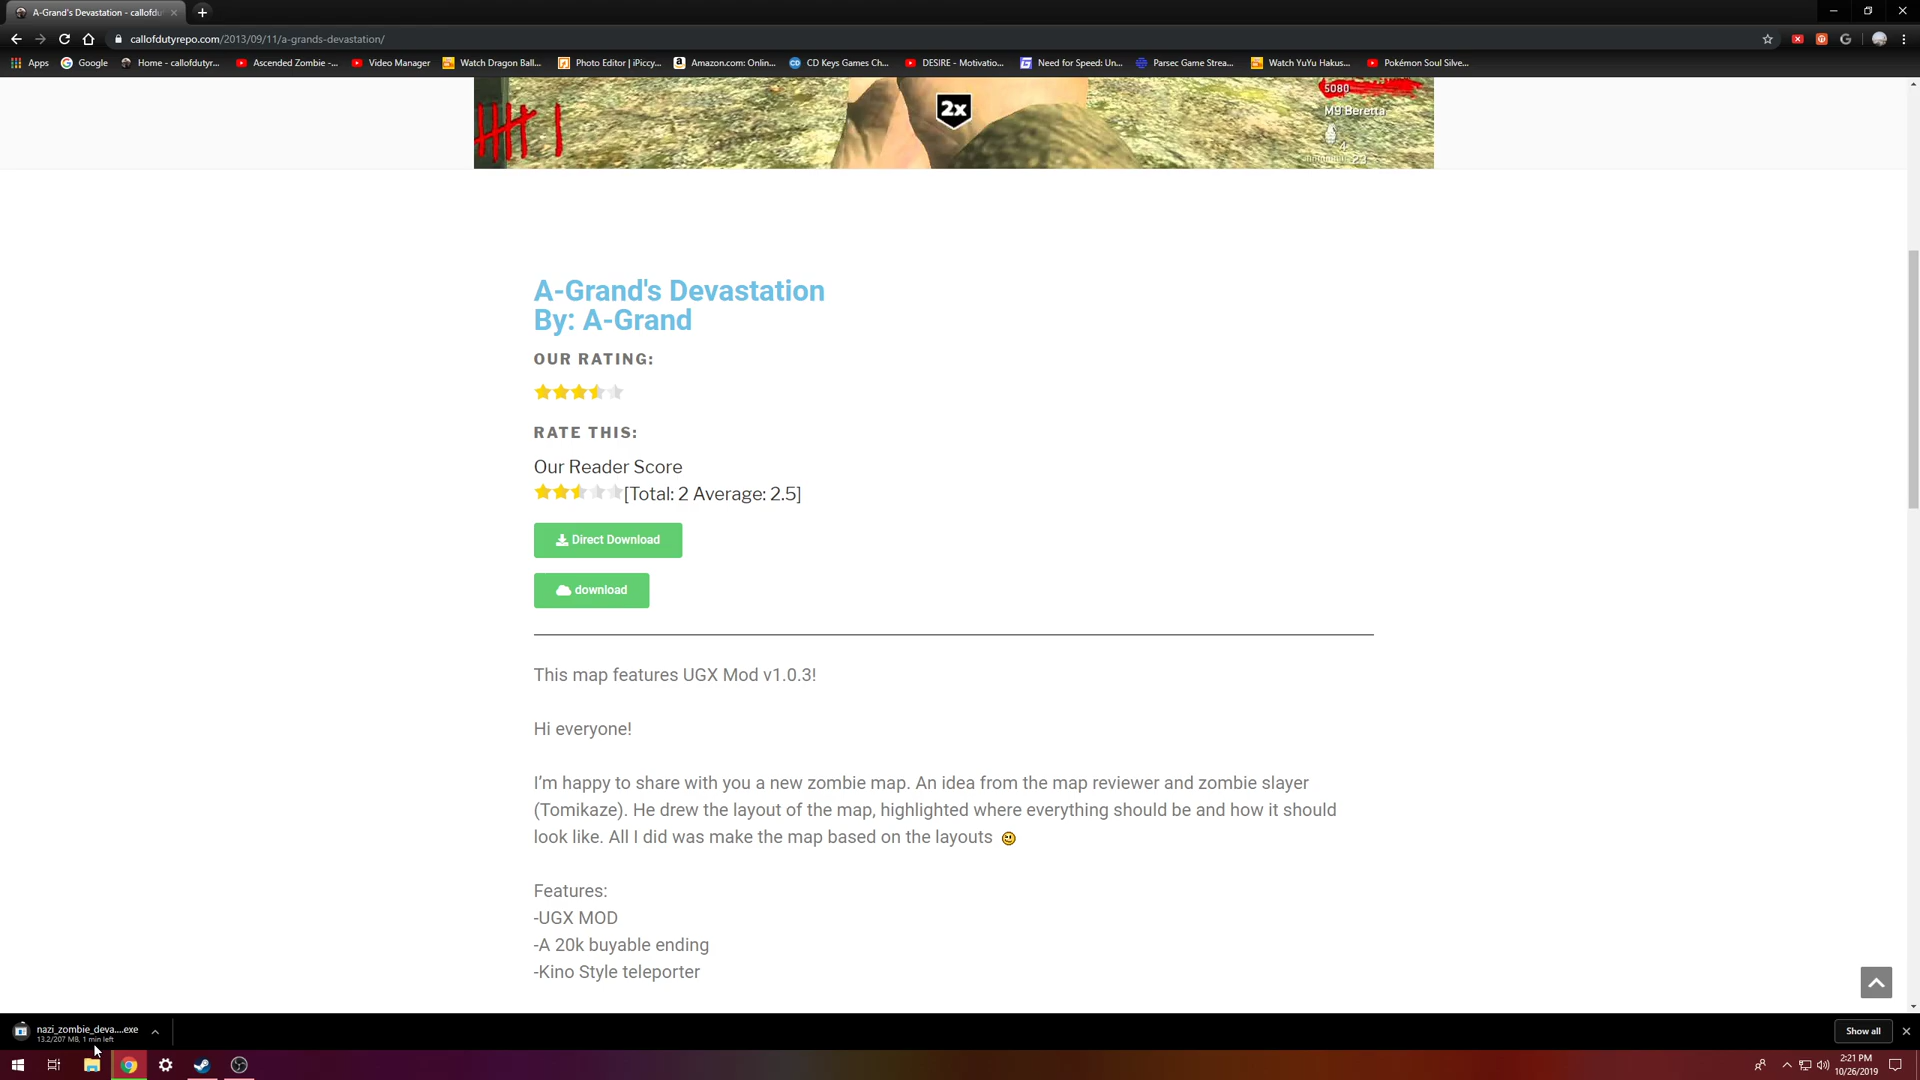 A-Grand's Devastation - callofdu
callofdutyrepo.com/2013/09/11/a-grands-devastation/
Apps
Google
Home - callofdutyr...
Ascended Zombie -...
Video Manager
Watch Dragon Ball...
Photo Editor | iPiccy...
Amazon.com: Onlin...
CD Keys Games Ch...
DESIRE - Motivatio...
Need for Speed: Un...
Parsec Game Strea...
Watch YuYu Hakus...
Pokémon Soul Silve...
2x
5080
M9 Beretta
A-Grand's Devastation
By: A-Grand
OUR RATING:
RATE THIS:
Our Reader Score
[Total: 2 Average: 2.5]
Direct Download
download
This map features UGX Mod v1.0.3!
Hi everyone!
I’m happy to share with you a new zombie map. An idea from the map reviewer and zombie slayer
(Tomikaze). He drew the layout of the map, highlighted where everything should be and how it should
look like. All I did was make the map based on the layouts
Features:
-UGX MOD
-A 20k buyable ending
-Kino Style teleporter
nazi_zombie_deva....exe
13.2/207 MB, 1 min left
Show all
2:21 PM
10/26/2019